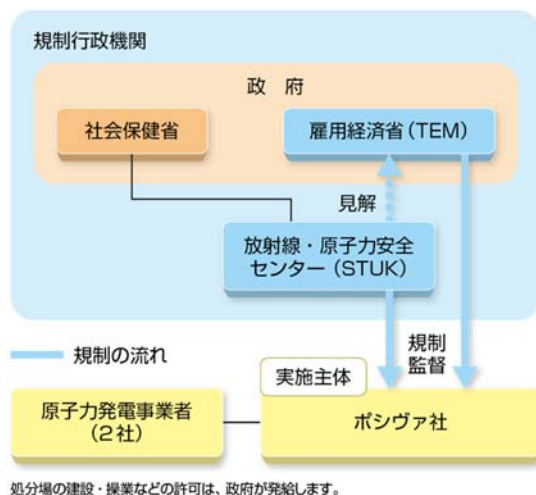 規制行政機関
政 府
社会保健省
雇用経済省(TEM)
見解
放射線・原子力安全
センター(STUK)
規制の流れ
規制
監督
実施主体
原子力発電事業者
(2社)
ポシヴァ社
処分場の建設・操業などの許可は、政府が発給します。